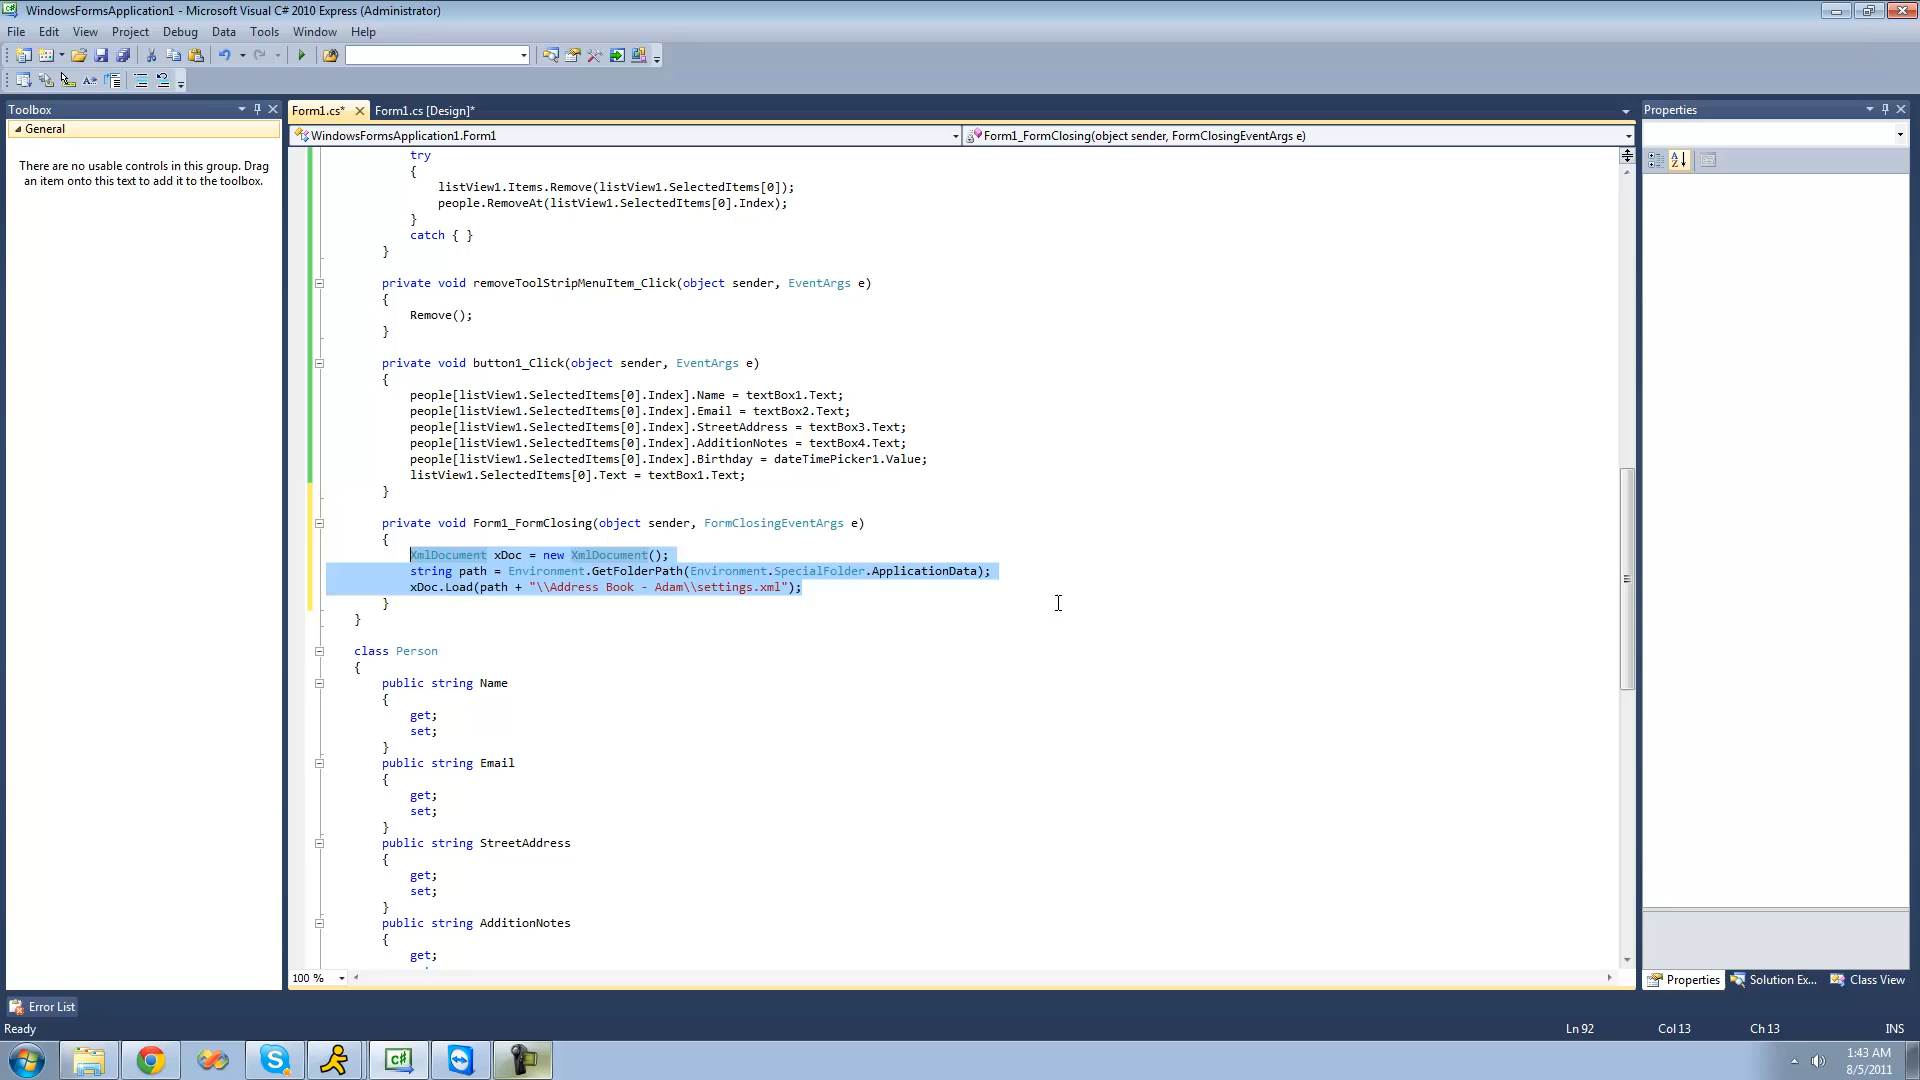 WindowsFormsApplication1 - Microsoft Visual C# 2010 Express (Administrator)
File Edit View Project Debug Data Tools Window Help
Toolbox
General
There are no usable controls in this group. Drag
an item onto this text to add it to the toolbox.
Form1.cs* Form1.cs [Design]*
WindowsFormsApplication1.Form1 Form1_FormClosing(object sender, FormClosingEventArgs e)
try
{
listView1.Items.Remove(listView1.SelectedItems[0]);
people.RemoveAt(listView1.SelectedItems[0].Index);
}
catch { }
}
private void removeToolStripMenuItem_Click(object sender, EventArgs e)
{
Remove();
}
private void button1_Click(object sender, EventArgs e)
{
people[listView1.SelectedItems[0].Index].Name = textBox1.Text;
people[listView1.SelectedItems[0].Index].Email = textBox2.Text;
people[listView1.SelectedItems[0].Index].StreetAddress = textBox3.Text;
people[listView1.SelectedItems[0].Index].AdditionNotes = textBox4.Text;
people[listView1.SelectedItems[0].Index].Birthday = dateTimePicker1.Value;
listView1.SelectedItems[0].Text = textBox1.Text;
}
private void Form1_FormClosing(object sender, FormClosingEventArgs e)
{
XmlDocument xDoc = new XmlDocument();
string path = Environment.GetFolderPath(Environment.SpecialFolder.ApplicationData);
xDoc.Load(path + "\\Address Book - Adam\\settings.xml");
}
}
class Person
{
public string Name
{
get;
set;
}
public string Email
{
get;
set;
}
public string StreetAddress
{
get;
set;
}
public string AdditionNotes
{
get;
100 %
Properties
Properties Solution Ex... Class View
Error List
Ready Ln 92 Col 13 Ch 13 INS
1:43 AM
8/5/2011